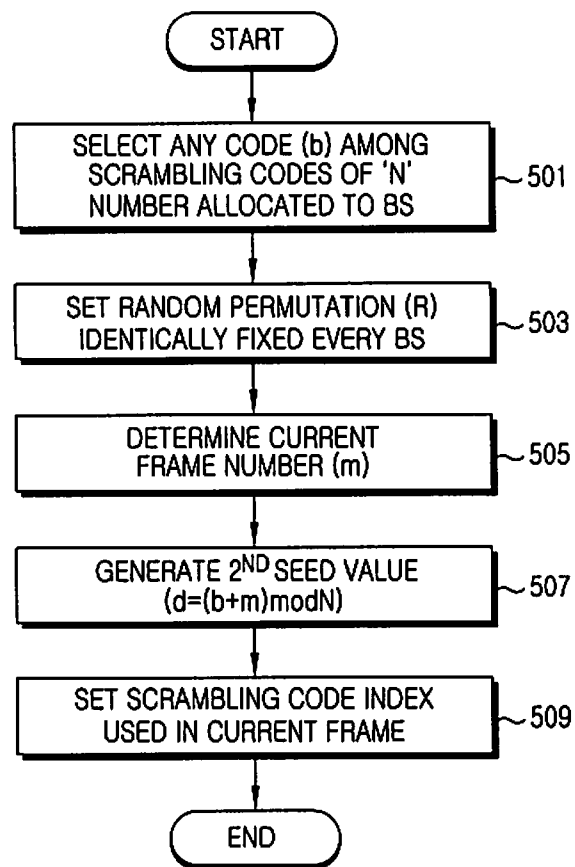 START
SELECT ANY CODE (b) AMONG
SCRAMBLING CODES OF 'N'
NUMBER ALLOCATED TO BS
501
SET RANDOM PERMUTATION (R)
IDENTICALLY FIXED EVERY BS
503
DETERMINE CURRENT
FRAME NUMBER (m)
505
GENERATE 2ND SEED VALUE
(d=(b+m)modN)
507
SET SCRAMBLING CODE INDEX
USED IN CURRENT FRAME
509
END